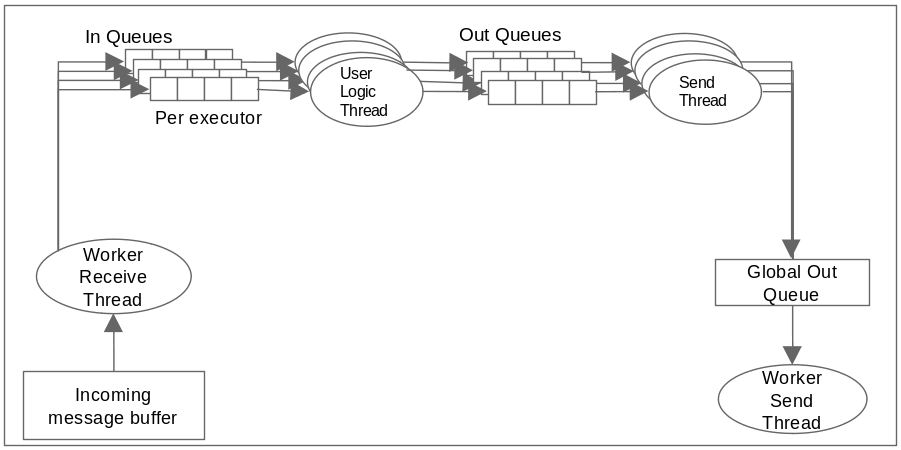 In Queues
Out Queues
User
Logic
Thread
Send
Thread
Per executor
Worker
Receive
Thread
Global Out
Queue
Incoming
message buffer
Worker
Send
Thread